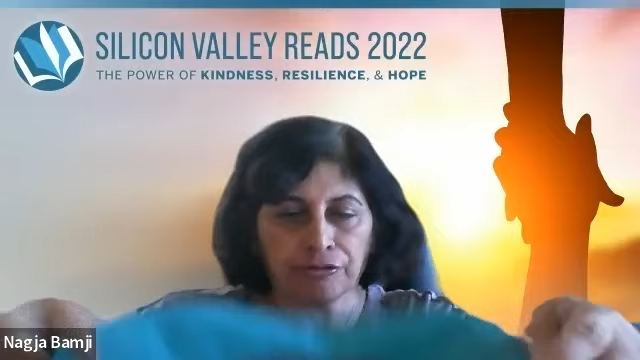 SILICON VALLEY READS 2022
THE POWER OF KINDNESS, RESILIENCE, & HOPE
Nagja Bamji